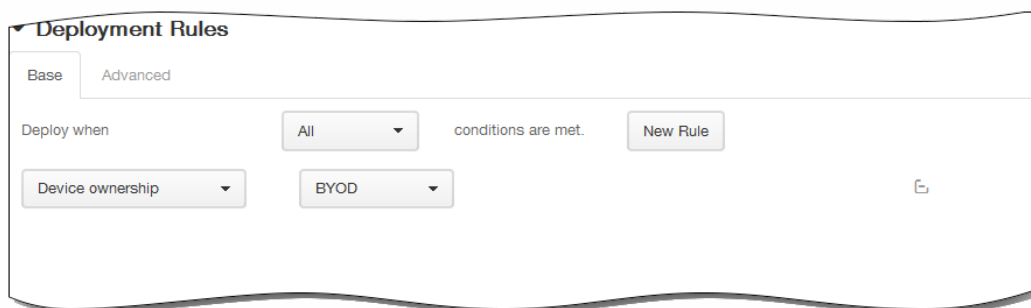 Deployment Rules
Base Advanced
Deploy when All conditions are met. New Rule
Device ownership BYOD